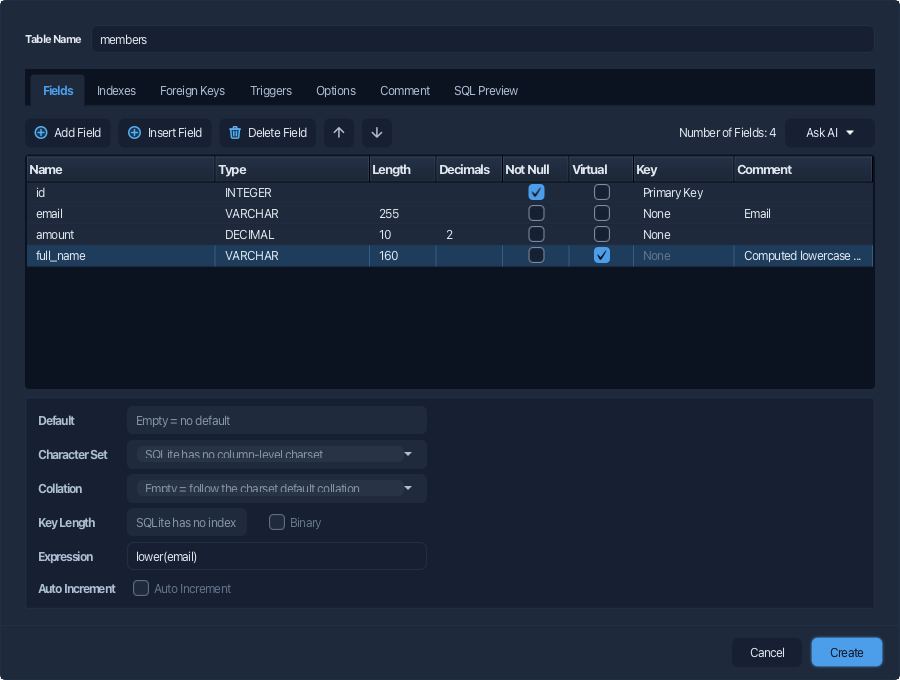 Table Name members
Fields Indexes Foreign Keys Triggers Options Comment SQL Preview
Add Field Insert Field Delete Field Number of Fields: 4 Ask AI
Name Type Length Decimals Not Null Virtual Key Comment
id INTEGER Primary Key
email VARCHAR 255 None Email
amount DECIMAL 10 2 None
full_name VARCHAR 160 None Computed lowercase ...
Default Empty = no default
Character Set SQLite has no column-level charset
Collation Empty = follow the charset default collation
Key Length SQLite has no index Binary
Expression lower(email)
Auto Increment Auto Increment
Cancel Create